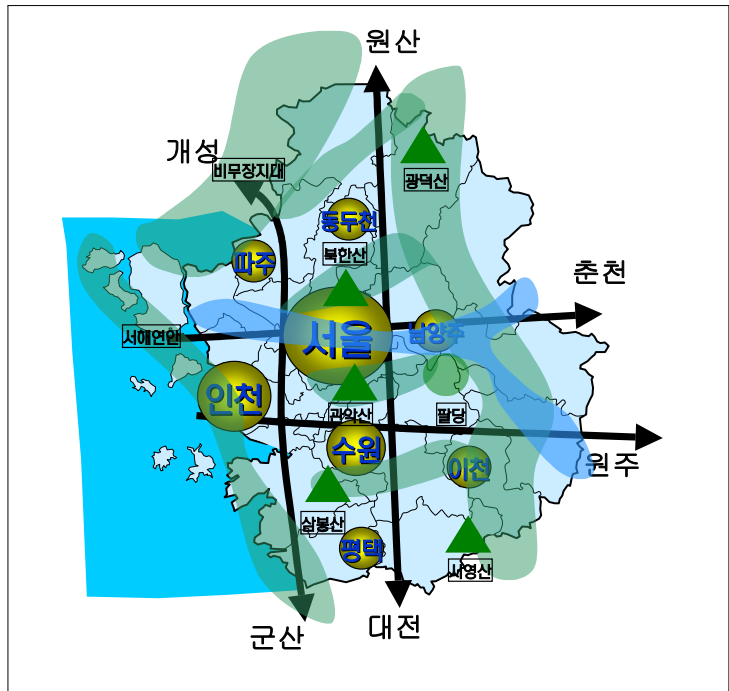 원산
개성
비무장지대
광덕산
동두천
북한산
파주
춘천
서해연안
서울
남양주
인천
관악산
팔당
수원
이천
원주
삼봉산
평택
서영산
군산
대전